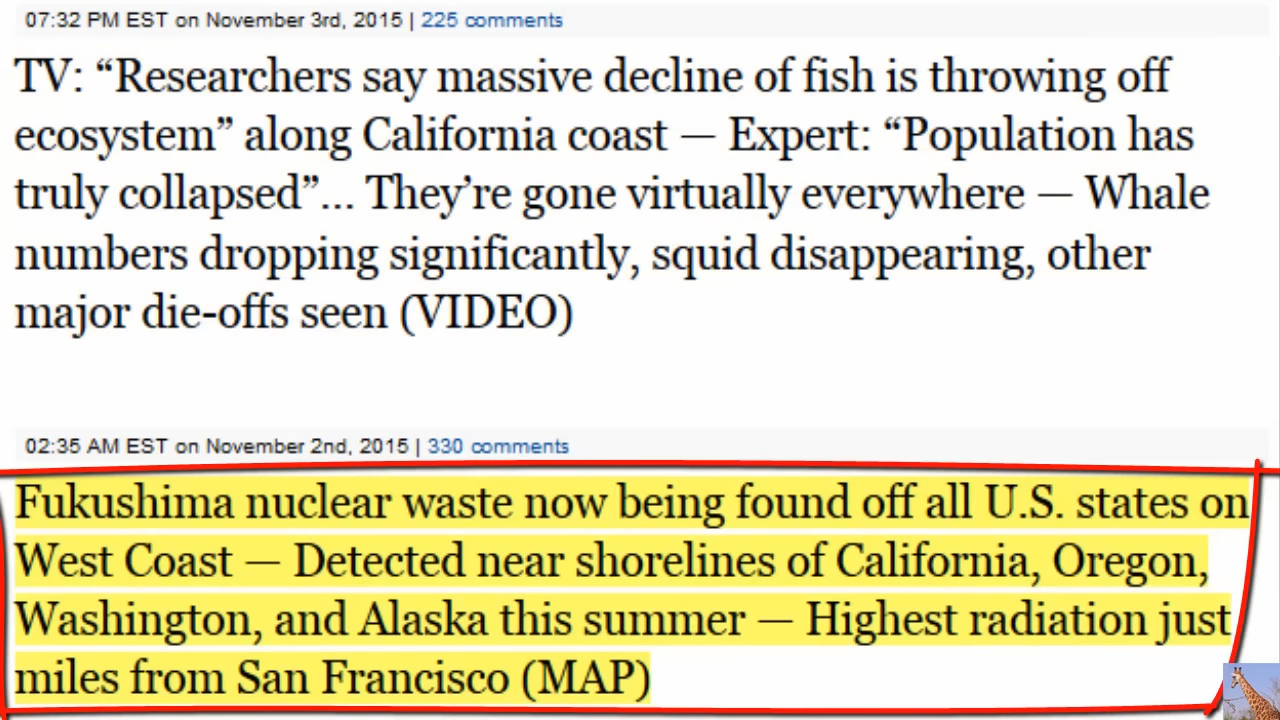 07:32 PM EST on November 3rd, 2015 | 225 comments
TV: “Researchers say massive decline of fish is throwing off
ecosystem” along California coast — Expert: “Population has
truly collapsed”... They’re gone virtually everywhere — Whale
numbers dropping significantly, squid disappearing, other
major die-offs seen (VIDEO)
02:35 AM EST on November 2nd, 2015 | 330 comments
Fukushima nuclear waste now being found off all U.S. states on
West Coast — Detected near shorelines of California, Oregon,
Washington, and Alaska this summer — Highest radiation just
miles from San Francisco (MAP)